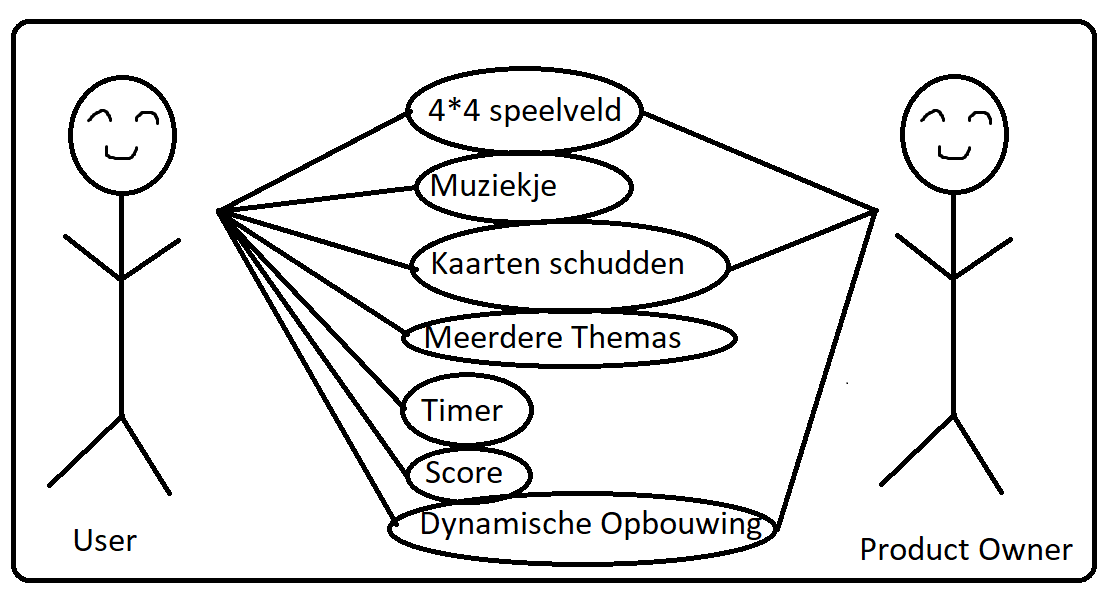 4*4 speelveld
Muziekje
Kaarten schudden
Meerdere Themas
Timer
Score
Dynamische Opbouwing
User
Product Owner